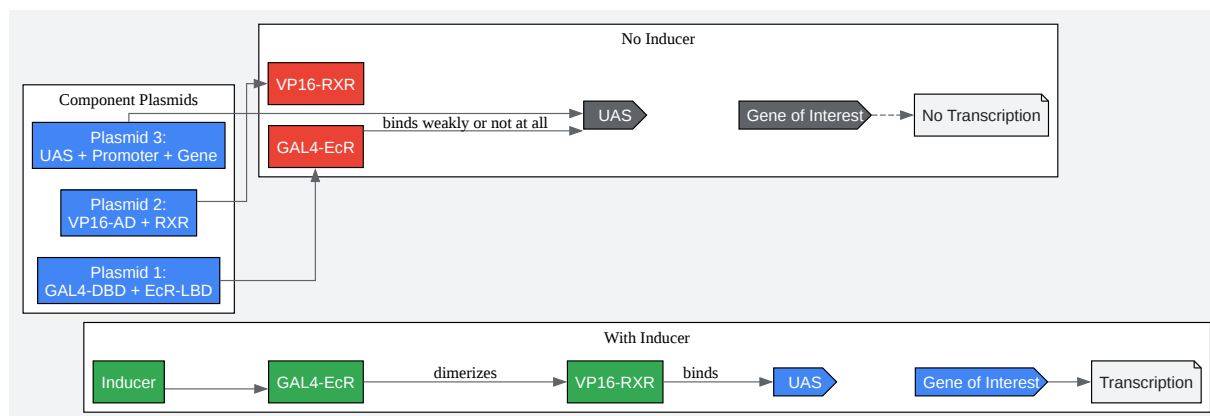 No Inducer
VP16-RXR
Component Plasmids
Plasmid 3:
UAS + Promoter + Gene
binds weakly or not at all
UAS
Gene of Interest
No Transcription
GAL4-EcR
Plasmid 2:
VP16-AD + RXR
Plasmid 1:
GAL4-DBD + EcR-LBD
With Inducer
Inducer
GAL4-EcR
dimerizes
VP16-RXR
binds
UAS
Gene of Interest
Transcription